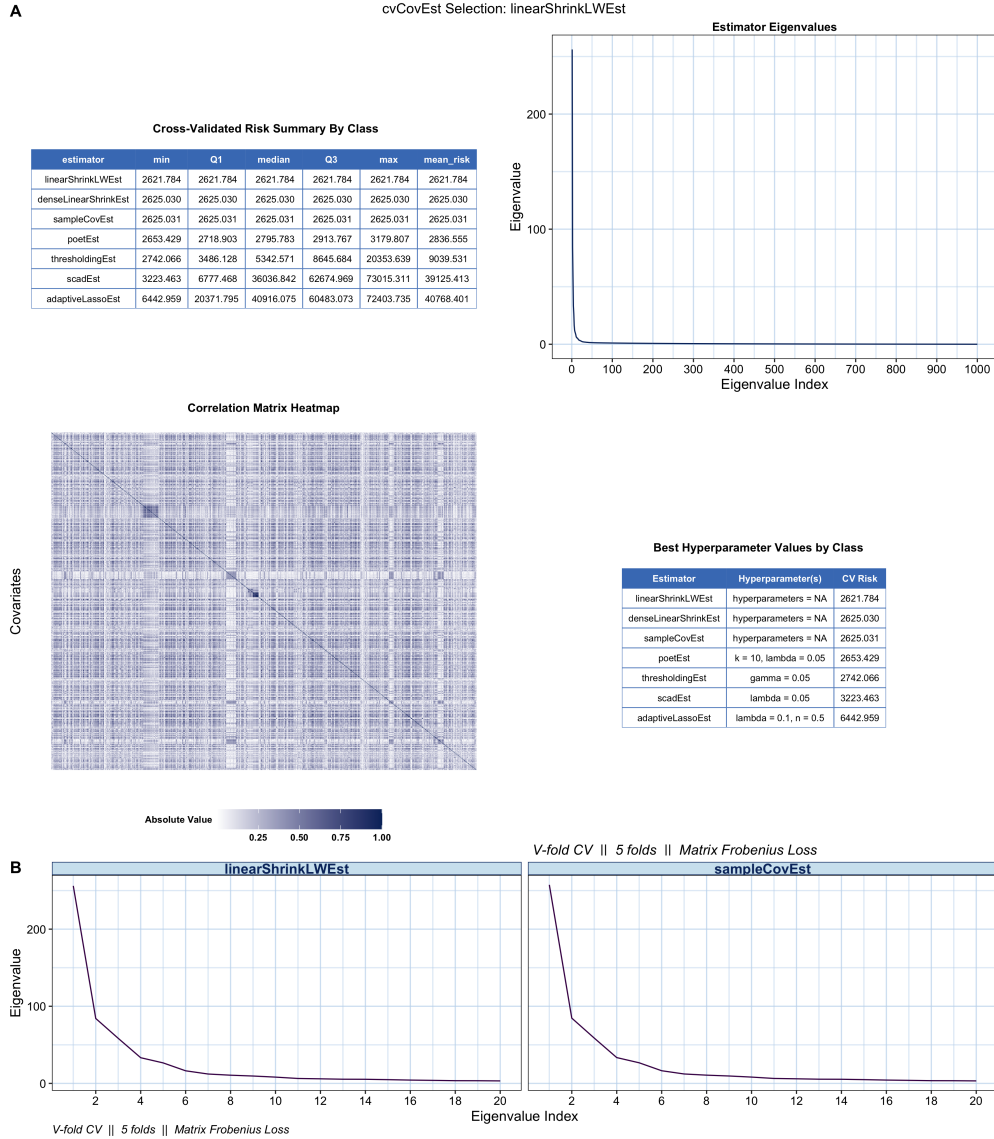 A
cvCovEst Selection: linearShrinkLWEst
Cross-Validated Risk Summary By Class
estimator min Q1 median Q3 max mean_risk
linearShrinkLWEst 2621.784 2621.784 2621.784 2621.784 2621.784 2621.784
denseLinearShrinkEst 2625.030 2625.030 2625.030 2625.030 2625.030 2625.030
sampleCovEst 2625.031 2625.031 2625.031 2625.031 2625.031 2625.031
poetEst 2653.429 2718.903 2795.783 2913.767 3179.807 2836.555
thresholdingEst 2742.066 3486.128 5342.571 8645.684 20353.639 9039.531
scadEst 3223.463 6777.468 36036.842 62674.969 73015.311 39125.413
adaptiveLassoEst 6442.959 20371.795 40916.075 60483.073 72403.735 40768.401
Estimator Eigenvalues
Eigenvalue
200
100
0
0 100 200 300 400 500 600 700 800 900 1000
Eigenvalue Index
Correlation Matrix Heatmap
Covariates
Absolute Value
0.25 0.50 0.75 1.00
Best Hyperparameter Values by Class
Estimator Hyperparameter(s) CV Risk
linearShrinkLWEst hyperparameters = NA 2621.784
denseLinearShrinkEst hyperparameters = NA 2625.030
sampleCovEst hyperparameters = NA 2625.031
poetEst k = 10, lambda = 0.05 2653.429
thresholdingEst gamma = 0.05 2742.066
scadEst lambda = 0.05 3223.463
adaptiveLassoEst lambda = 0.1, n = 0.5 6442.959
V-fold CV || 5 folds || Matrix Frobenius Loss
B
linearShrinkLWEst
sampleCovEst
Eigenvalue
200
100
0
2 4 6 8 10 12 14 16 18 20
2 4 6 8 10 12 14 16 18 20
Eigenvalue Index
V-fold CV || 5 folds || Matrix Frobenius Loss